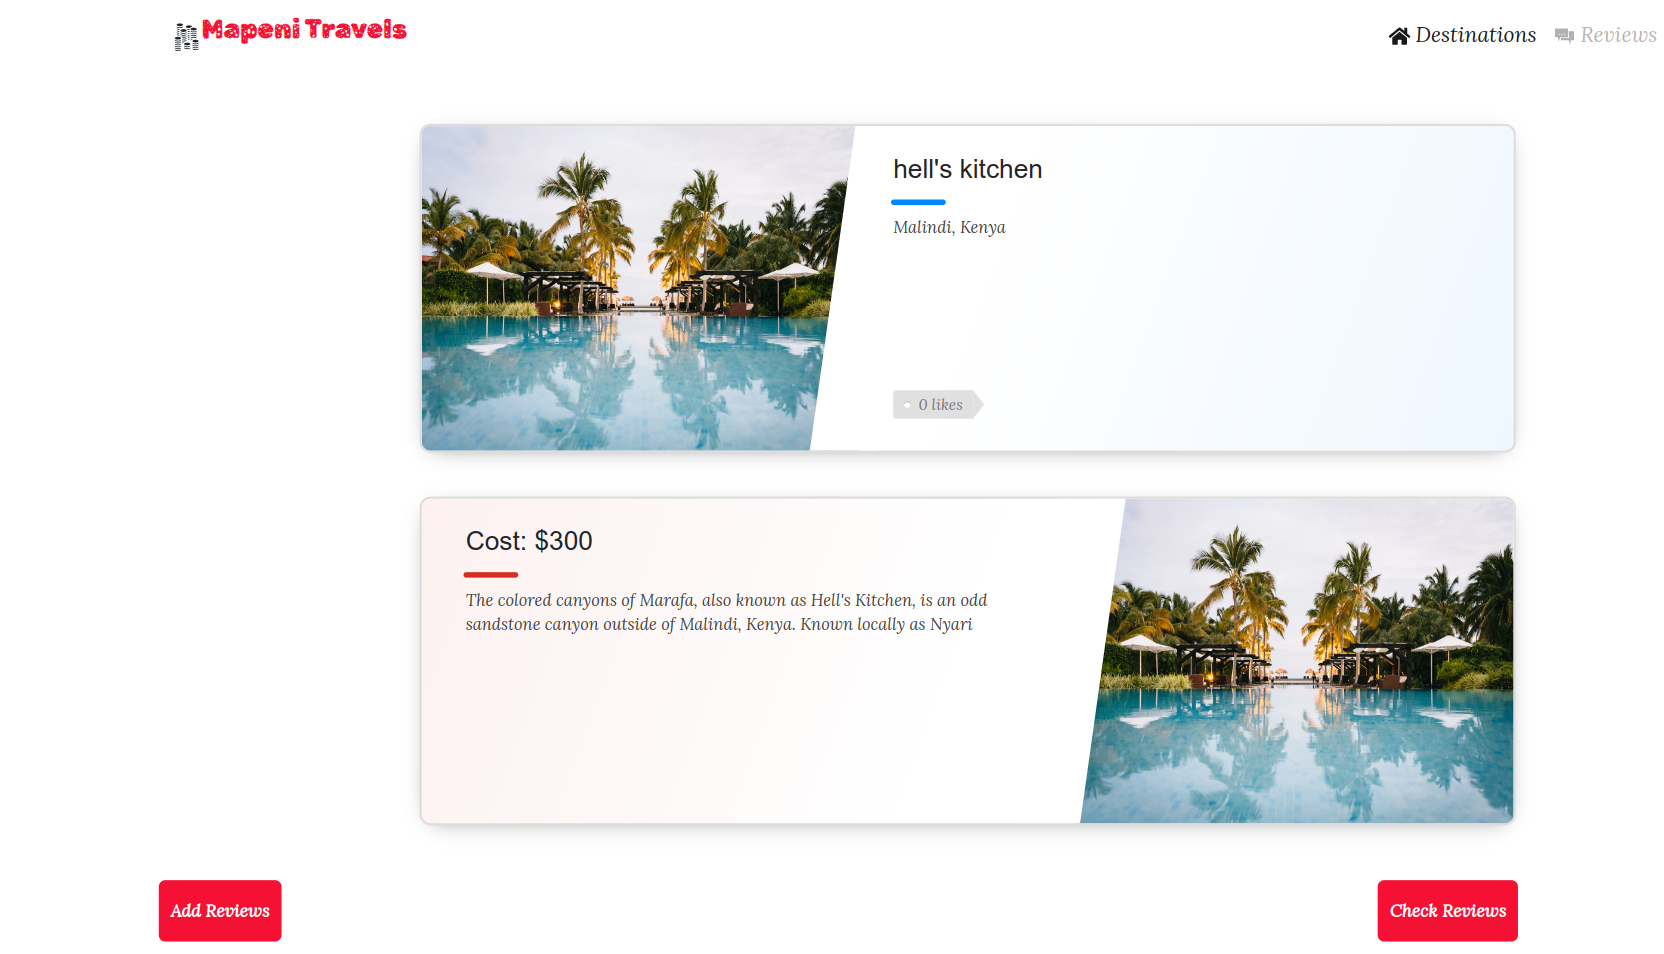 Mapeni Travels
Destinations
Reviews
hell's kitchen
Malindi, Kenya
0 likes
Cost: $300
The colored canyons of Marafa, also known as Hell's Kitchen, is an odd
sandstone canyon outside of Malindi, Kenya. Known locally as Nyari
Add Reviews
Check Reviews